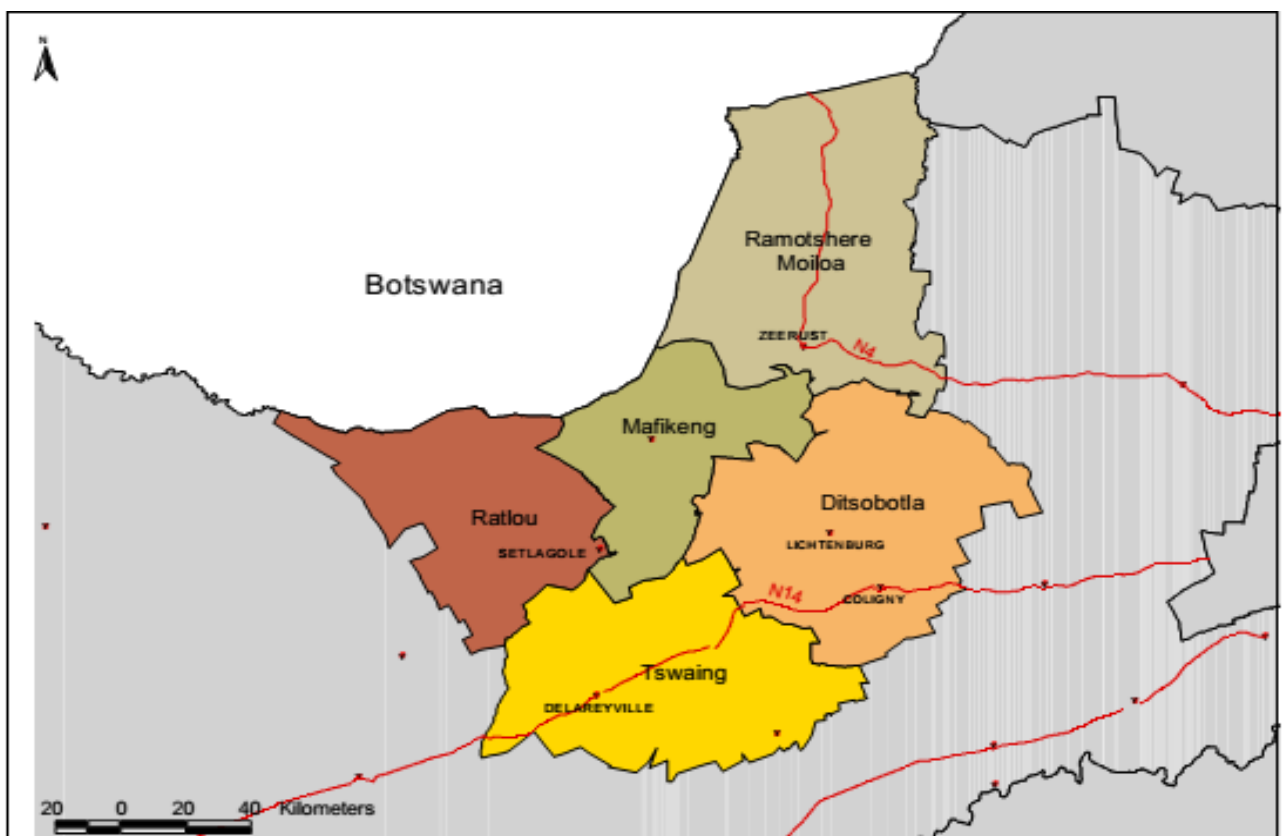 N
Ramotshere
Moiloa
Botswana
ZEERUST
N4
Mafikeng
Ditsobotla
Ratlou
SETLAGOLE
LICHTENBURG
N14
COLIGNY
Tswaing
DELAREYVILLE
20 0 20 40 Kilometers